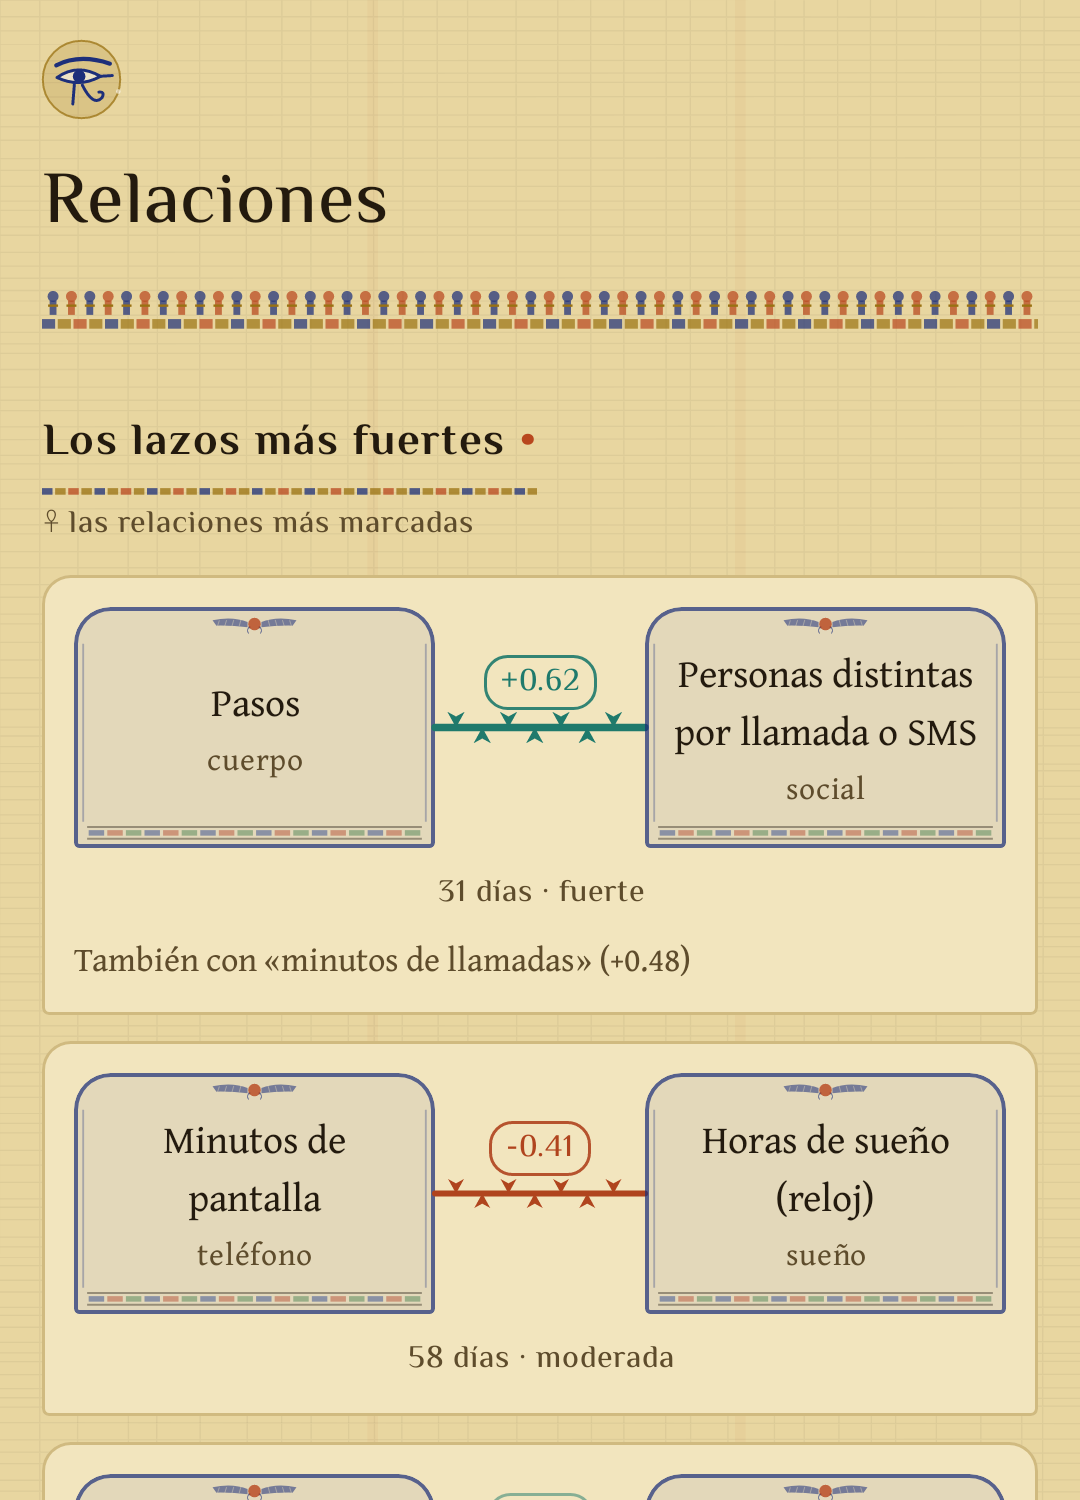 Relaciones
Los lazos más fuertes •
♀ las relaciones más marcadas
Pasos
cuerpo
+0.62
Personas distintas
por llamada o SMS
social
31 días · fuerte
También con «minutos de llamadas» (+0.48)
Minutos de
pantalla
teléfono
-0.41
Horas de sueño
(reloj)
sueño
58 días · moderada